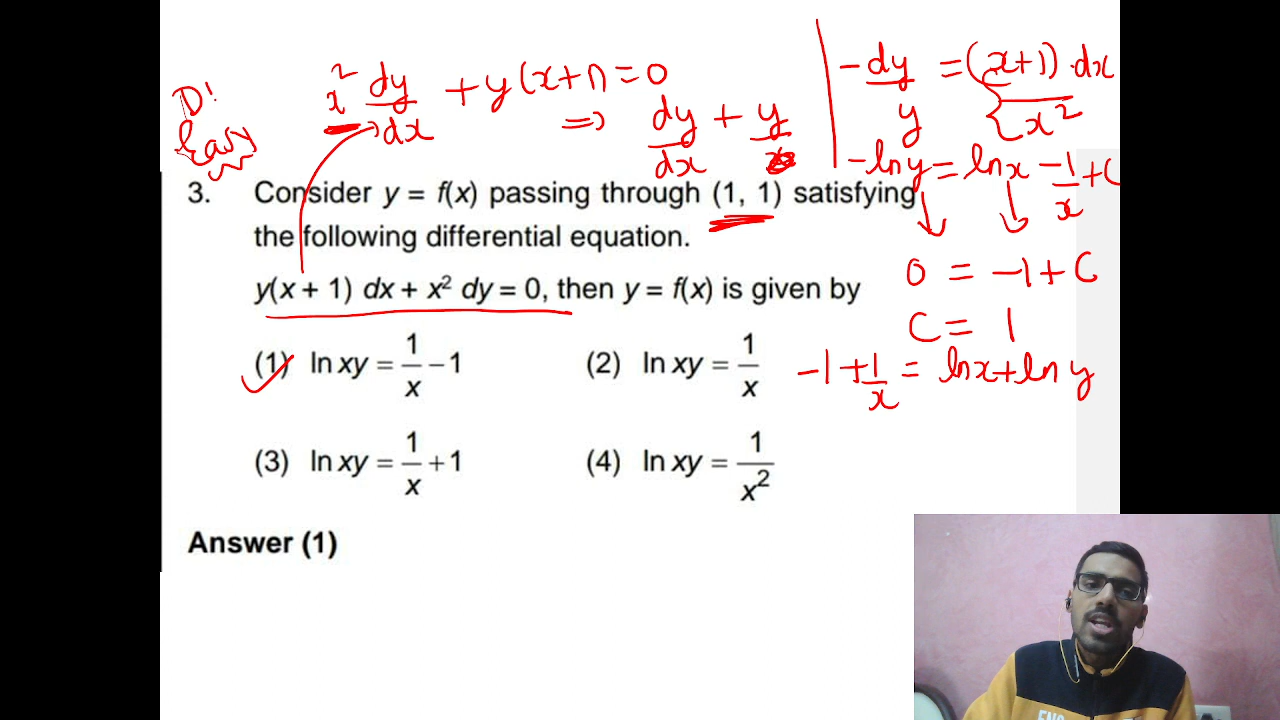 D!
Easy
x² dy/dx + y(x+1) = 0
⇒ dy/dx + y/
-dy/y = (x+1)·dx/x²
-ln y = ln x - 1/x + C
0 = -1 + C
C = 1
-1 + 1/x = ln x + ln y
3. Consider y = f(x) passing through (1, 1) satisfying
the following differential equation.
y(x + 1) dx + x² dy = 0, then y = f(x) is given by
(1) ln xy = 1/x − 1 (2) ln xy = 1/x
(3) ln xy = 1/x + 1 (4) ln xy = 1/x²
Answer (1)